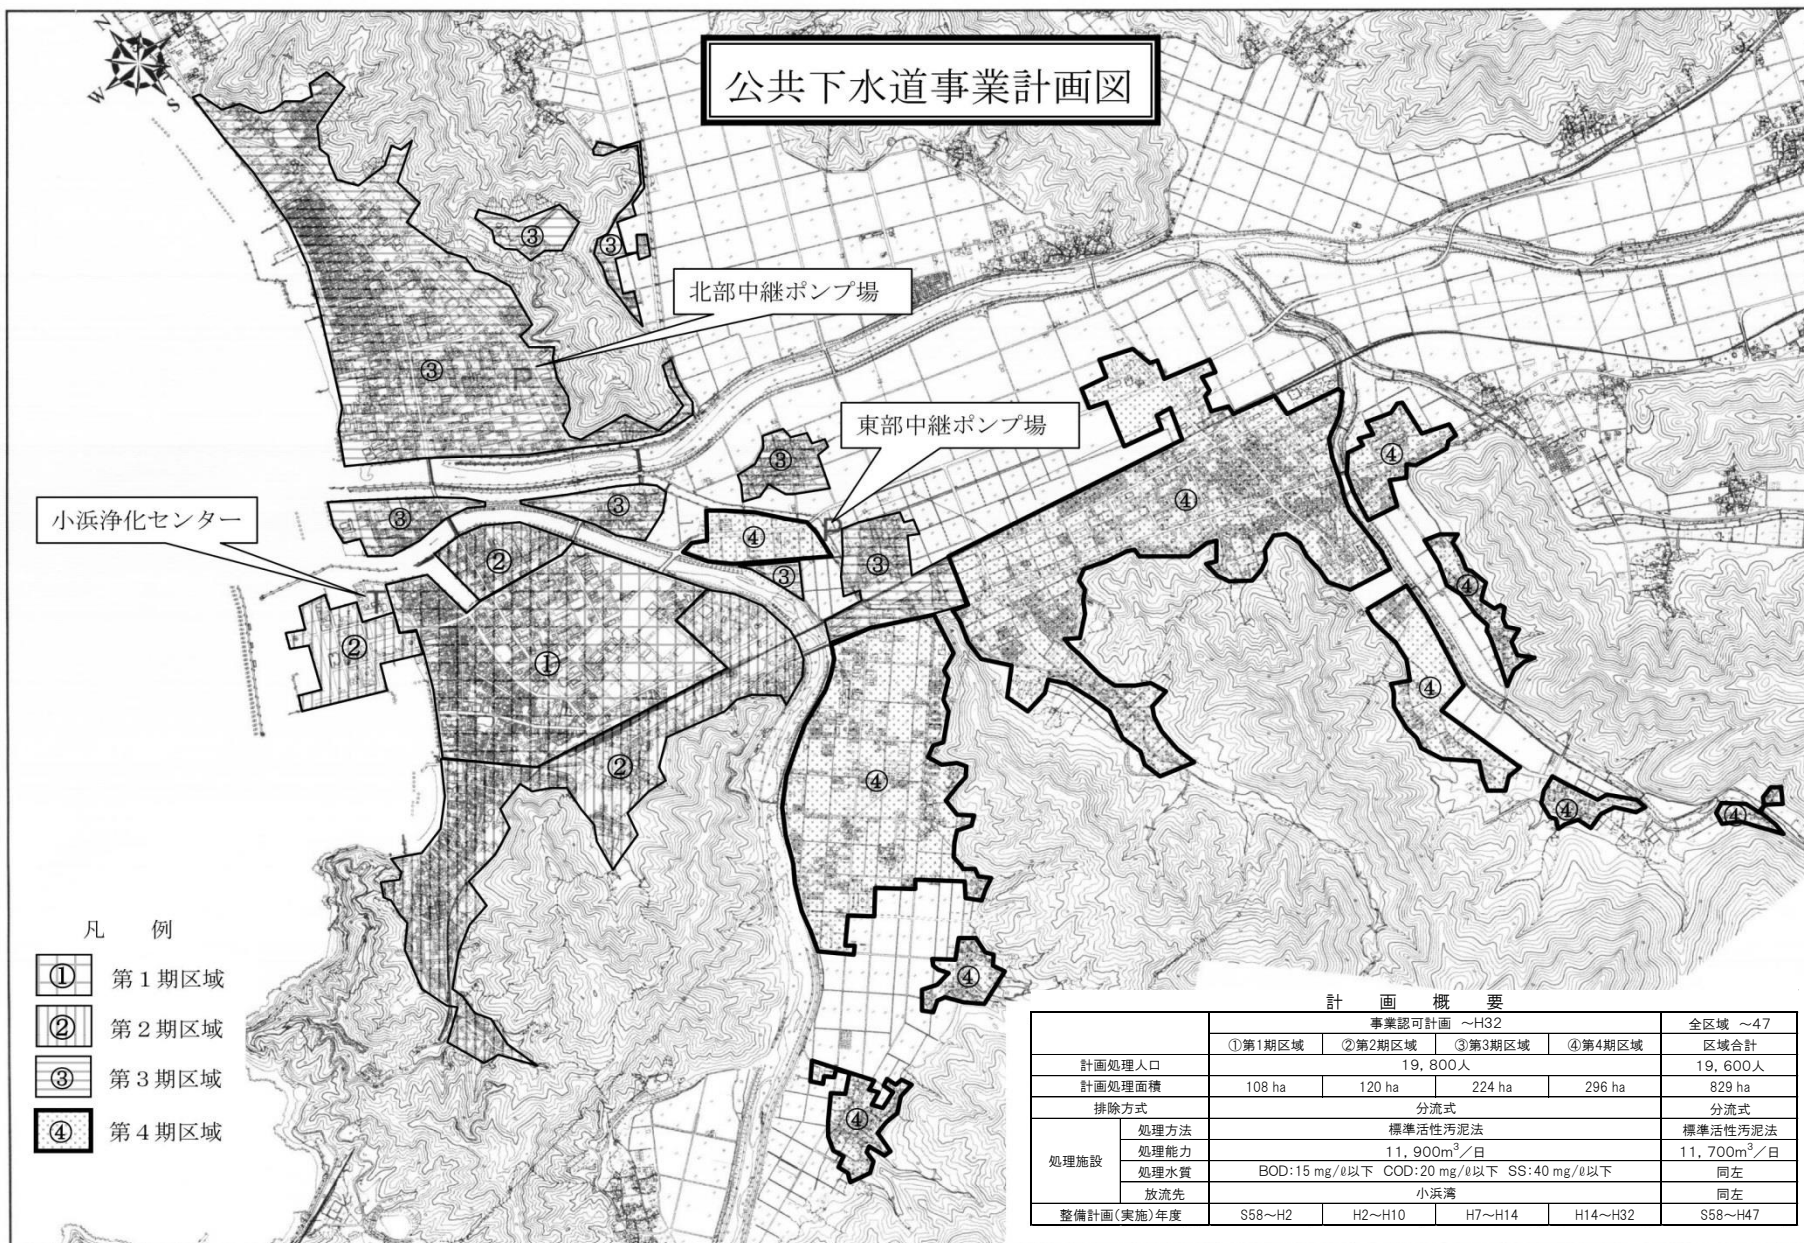 公共下水道事業計画図
N
W
S
③
③
北部中継ポンプ場
③
P
東部中継ポンプ場
③
④
④
小浜浄化センター
③
③
④
③
②
③
④
T
②
①
④
②
④
④
④
④
④
凡 例
① 第1期区域
② 第2期区域
③ 第3期区域
④ 第4期区域
計 画 概 要
事業認可計画 ~H32 全区域 ~47
①第1期区域 ②第2期区域 ③第3期区域 ④第4期区域 区域合計
計画処理人口 19,800人 19,600人
計画処理面積 108 ha 120 ha 224 ha 296 ha 829 ha
排除方式 分流式 分流式
処理施設 処理方法 標準活性汚泥法 標準活性汚泥法
処理能力 11,900m³/日 11,700m³/日
処理水質 BOD:15 mg/ℓ以下 COD:20 mg/ℓ以下 SS:40 mg/ℓ以下 同左
放流先 小浜湾 同左
整備計画(実施)年度 S58~H2 H2~H10 H7~H14 H14~H32 S58~H47